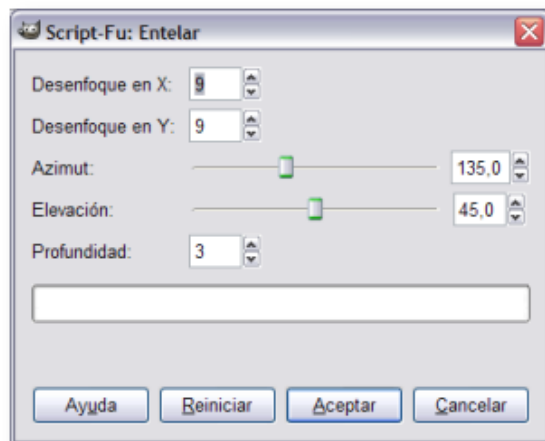 Script-Fu: Entelar
Desenfoque en X: 9
Desenfoque en Y: 9
Azimut: 135,0
Elevación: 45,0
Profundidad: 3
Ayuda Reiniciar Aceptar Cancelar